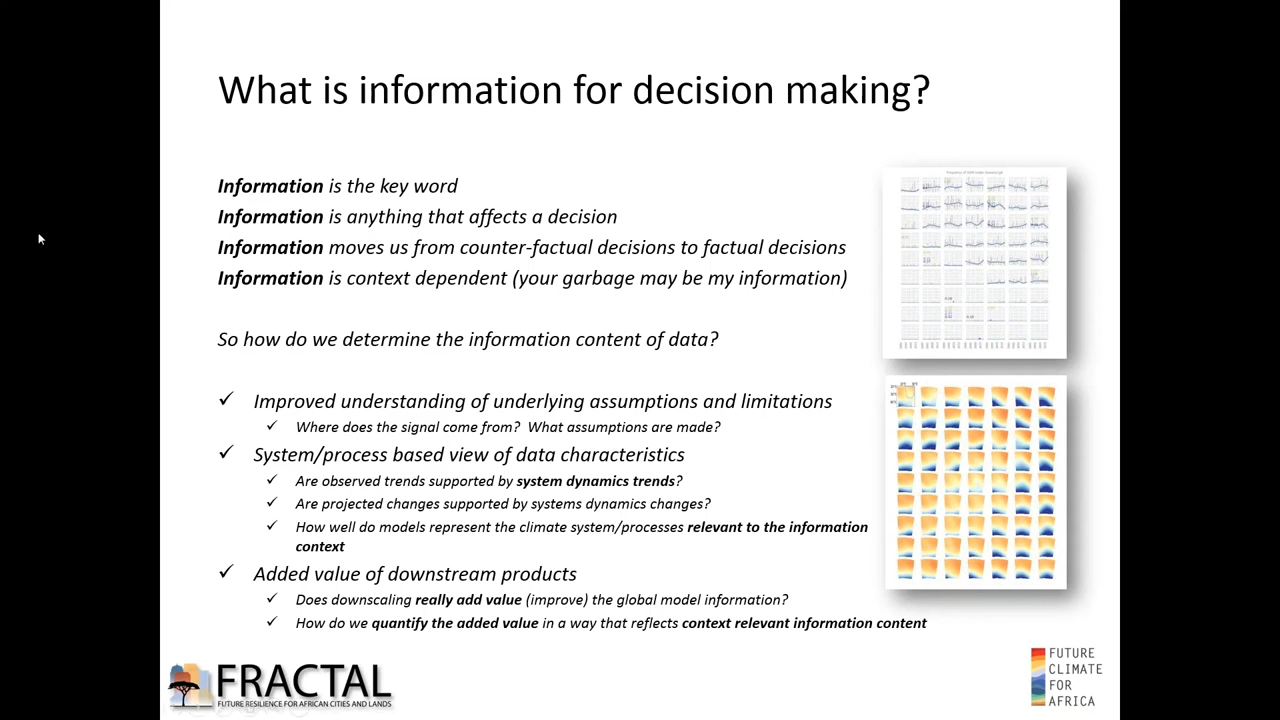 What is information for decision making?
Information is the key word
Information is anything that affects a decision
Information moves us from counter-factual decisions to factual decisions
Information is context dependent (your garbage may be my information)
So how do we determine the information content of data?
Improved understanding of underlying assumptions and limitations
Where does the signal come from? What assumptions are made?
System/process based view of data characteristics
Are observed trends supported by system dynamics trends?
Are projected changes supported by systems dynamics changes?
How well do models represent the climate system/processes relevant to the information
context
Added value of downstream products
Does downscaling really add value (improve) the global model information?
How do we quantify the added value in a way that reflects context relevant information content
FRACTAL
FUTURE RESILIENCE FOR AFRICAN CITIES AND LANDS
FUTURE
CLIMATE
FOR
AFRICA